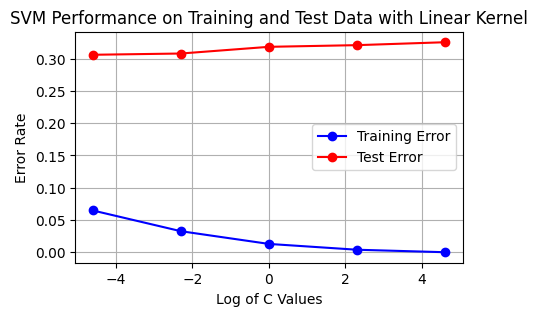 SVM Performance on Training and Test Data with Linear Kernel
0.30
0.25
0.20
0.15
0.10
0.05
0.00
Error Rate
Training Error
Test Error
−4 −2 0 2 4
Log of C Values